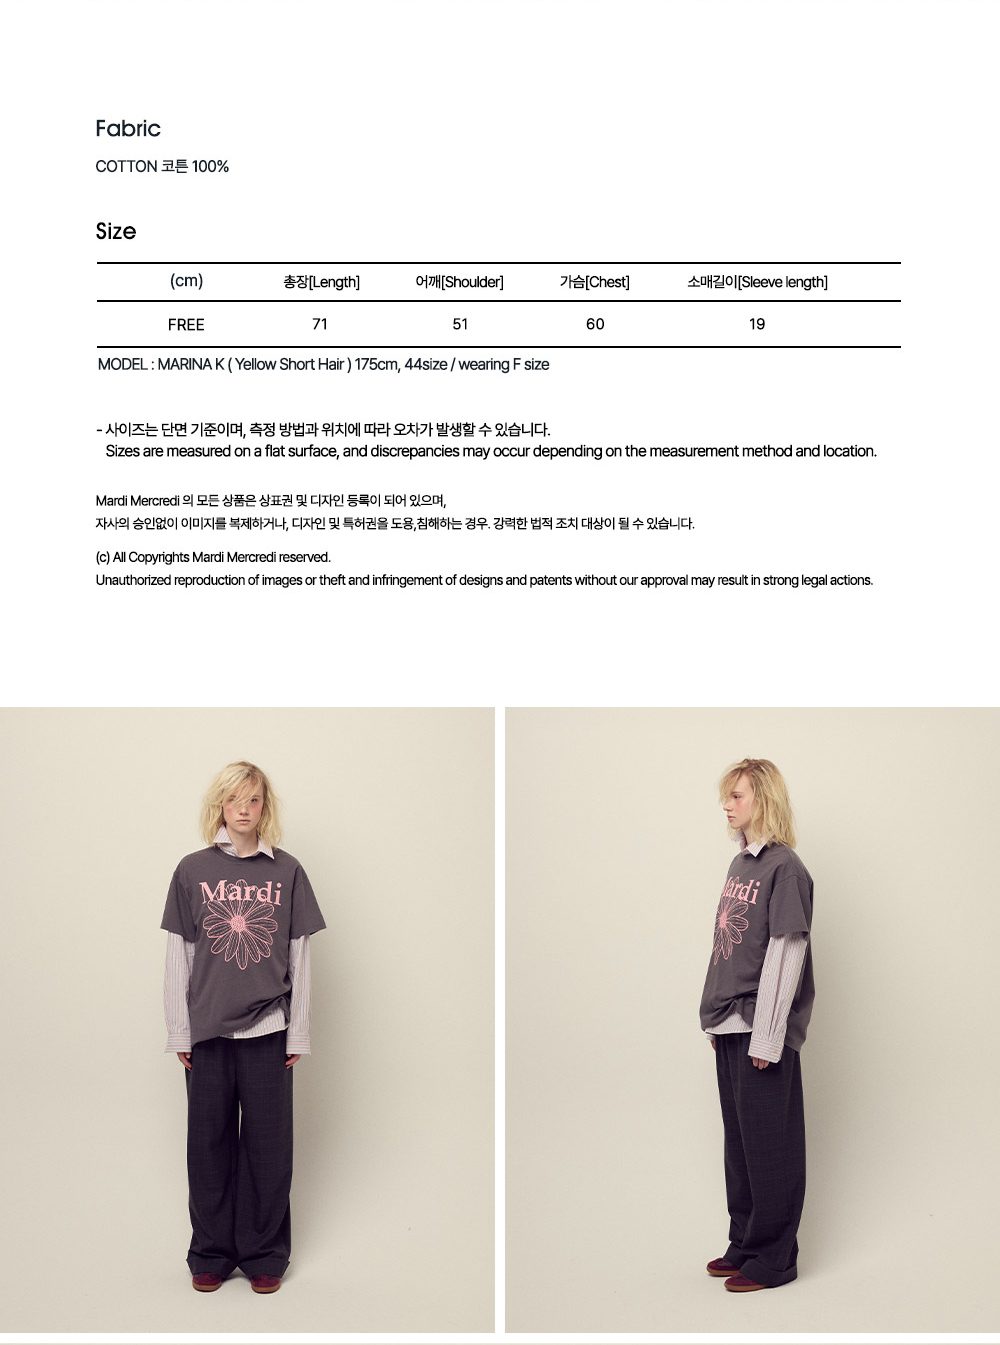 Fabric
COTTON 코튼 100%
Size
(cm) 총장[Length] 어깨[Shoulder] 가슴[Chest] 소매길이[Sleeve length]
FREE 71 51 60 19
MODEL : MARINA K ( Yellow Short Hair ) 175cm, 44size / wearing F size
- 사이즈는 단면 기준이며, 측정 방법과 위치에 따라 오차가 발생할 수 있습니다.
Sizes are measured on a flat surface, and discrepancies may occur depending on the measurement method and location.
Mardi Mercredi 의 모든 상품은 상표권 및 디자인 등록이 되어 있으며,
자사의 승인없이 이미지를 복제하거나, 디자인 및 특허권을 도용,침해하는 경우. 강력한 법적 조치 대상이 될 수 있습니다.
(c) All Copyrights Mardi Mercredi reserved.
Unauthorized reproduction of images or theft and infringement of designs and patents without our approval may result in strong legal actions.
Mardi
Mardi